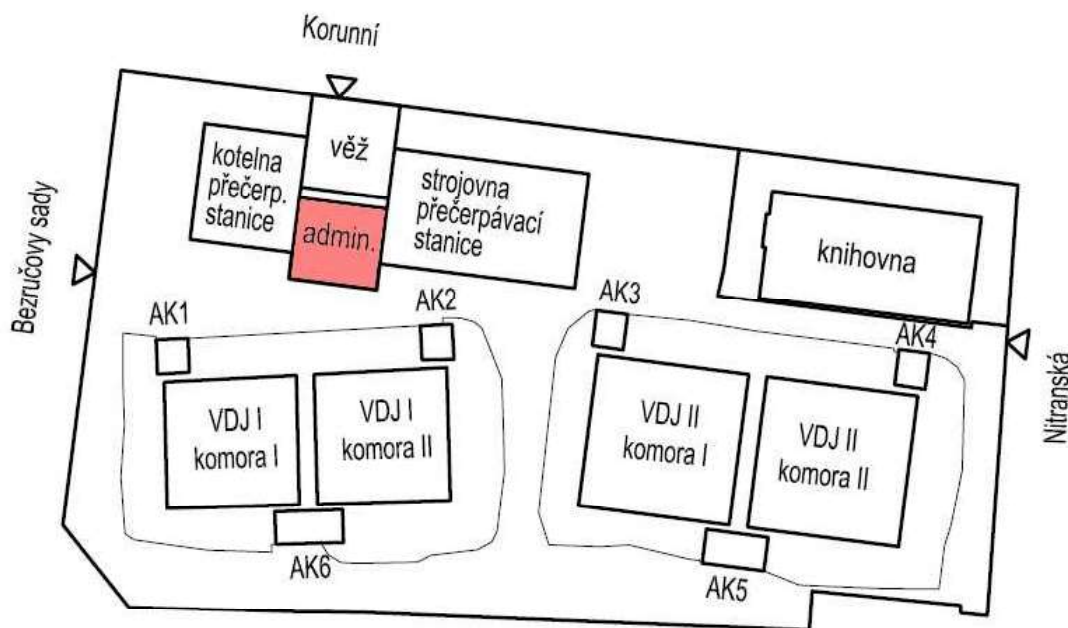 Korunní
Bezručovy sady
věž
kotelna
přečerp.
stanice
strojovna
přečerpávací
stanice
admin.
knihovna
Nitranská
AK1
AK2
AK3
AK4
VDJ I
komora I
VDJ I
komora II
VDJ II
komora I
VDJ II
komora II
AK6
AK5